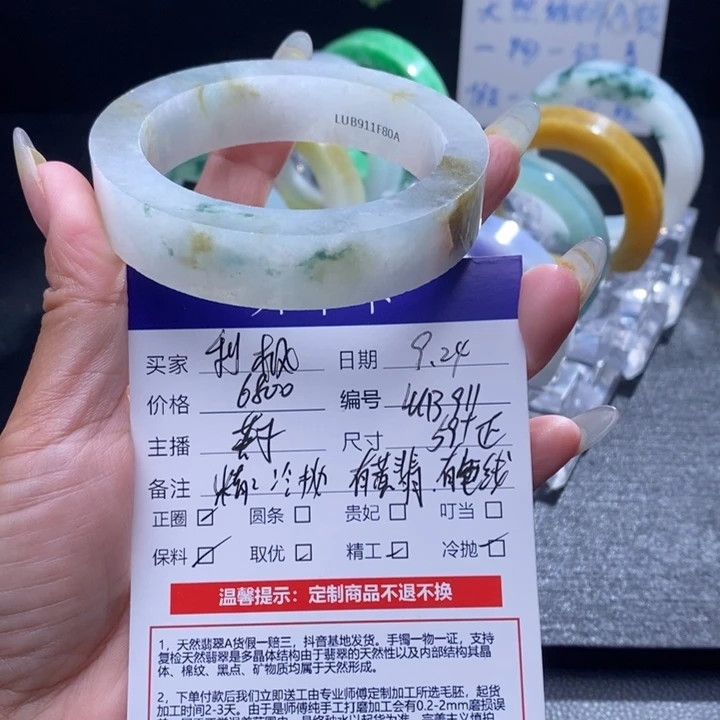 LUB911F80A
买家 利枫 日期 9.24
价格 6800 编号 LUB911
主播 尺寸 59+正
备注 精工冷抛 有黄翡.有色线
正圈 圆条 贵妃 叮当
保料 取优 精工 冷抛
温馨提示：定制商品不退不换
1，天然翡翠A货假一赔三，抖音基地发货。手镯一物一证，支持
复检天然翡翠是多晶体结构由于翡翠的天然性以及内部结构其晶
体、棉纹、黑点、矿物质均属于天然形成。
2，下单付款后我们立即送工由专业师傅定制加工所选毛胚，起货
加工时间2-3天。由于是师傅纯手工打磨加工会有0.2-2mm磨损误